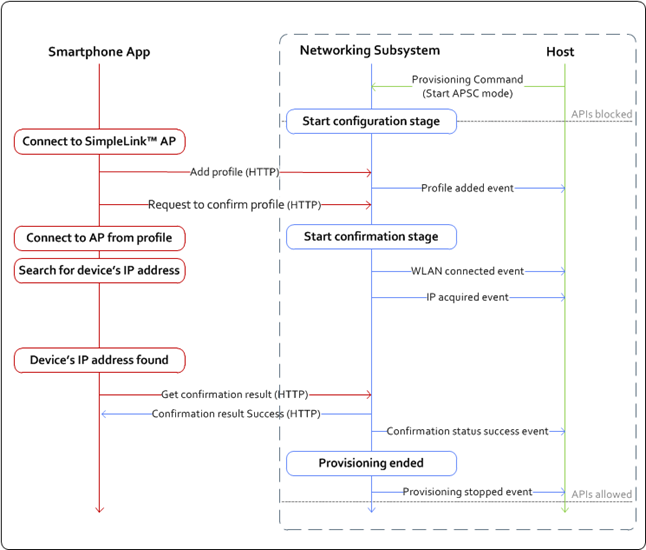 Smartphone App
Networking Subsystem
Host
Provisioning Command
(Start APSC mode)
APIs blocked
Start configuration stage
Connect to SimpleLink™ AP
Add profile (HTTP)
Profile added event
Request to confirm profile (HTTP)
Connect to AP from profile
Start confirmation stage
Search for device's IP address
WLAN connected event
IP acquired event
Device's IP address found
Get confirmation result (HTTP)
Confirmation result Success (HTTP)
Confirmation status success event
Provisioning ended
Provisioning stopped event
APIs allowed